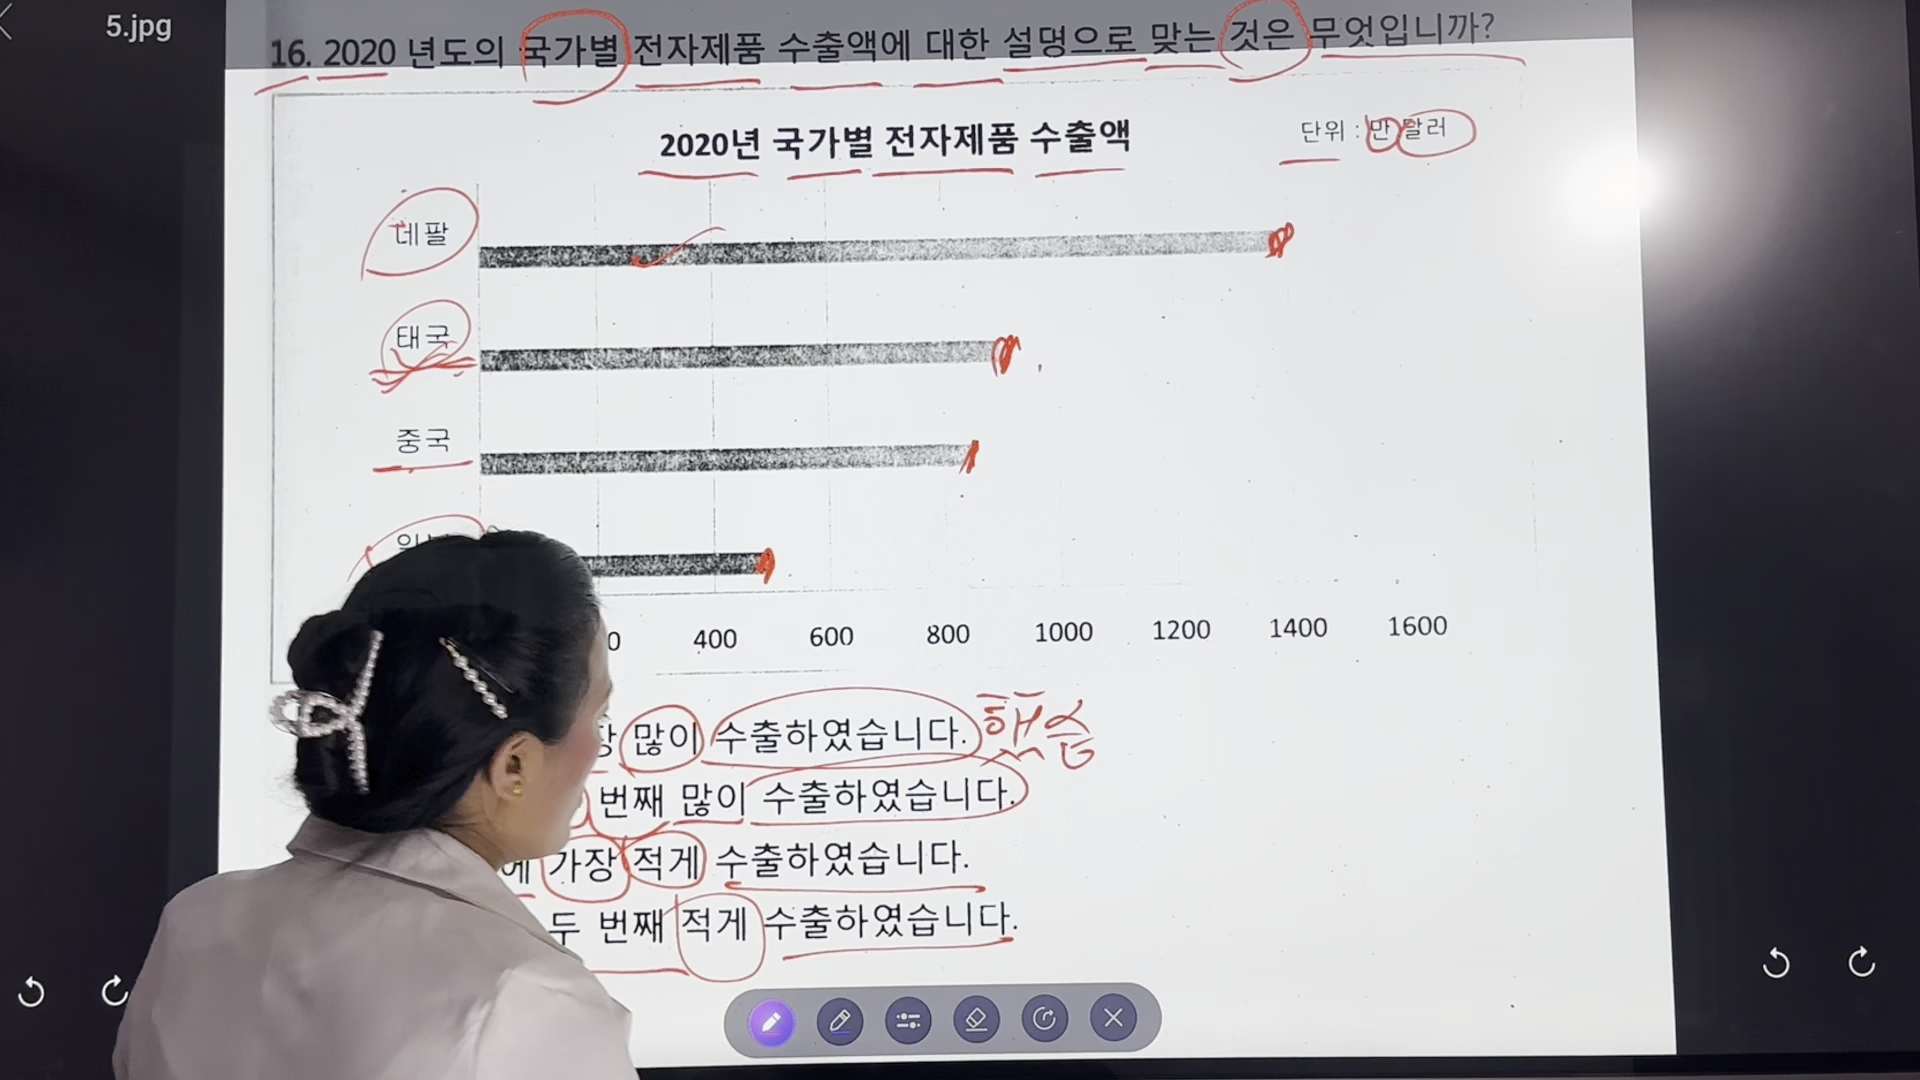 5.jpg
16. 2020 년도의 국가별 전자제품 수출액에 대한 설명으로 맞는 것은 무엇입니까?
2020년 국가별 전자제품 수출액
단위 : 만 달러
네팔
태국
중국
400 600 800 1000 1200 1400 1600
많이 수출하였습니다. 해습
번째 많이 수출하였습니다.
에 가장 적게 수출하였습니다.
두 번째 적게 수출하였습니다.